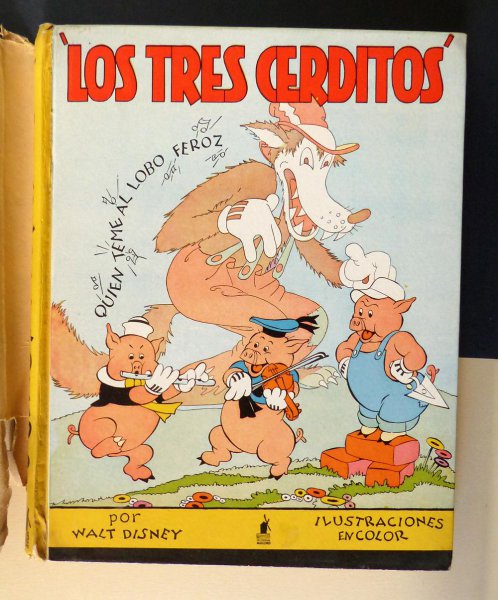 'LOS TRES CERDITOS'
QUIEN TEME AL LOBO FEROZ
por
WALT DISNEY
ILUSTRACIONES
EN COLOR